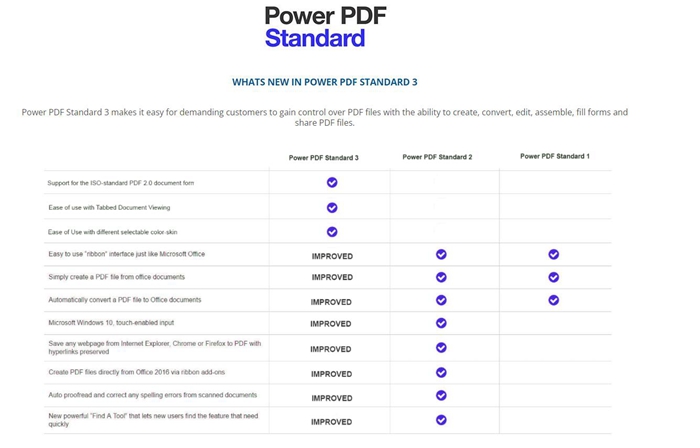 Power PDF
Standard
WHATS NEW IN POWER PDF STANDARD 3
Power PDF Standard 3 makes it easy for demanding customers to gain control over PDF files with the ability to create, convert, edit, assemble, fill forms and
share PDF files.
Power PDF Standard 3 Power PDF Standard 2 Power PDF Standard 1
Support for the ISO-standard PDF 2.0 document form
Ease of use with Tabbed Document Viewing
Ease of Use with different selectable color-skin
Easy to use "ribbon" interface just like Microsoft Office IMPROVED
Simply create a PDF file from office documents IMPROVED
Automatically convert a PDF file to Office documents IMPROVED
Microsoft Windows 10, touch-enabled input IMPROVED
Save any webpage from Internet Explorer, Chrome or Firefox to PDF with
hyperlinks preserved IMPROVED
Create PDF files directly from Office 2016 via ribbon add-ons IMPROVED
Auto proofread and correct any spelling errors from scanned documents IMPROVED
New powerful "Find A Tool" that lets new users find the feature that need
quickly IMPROVED